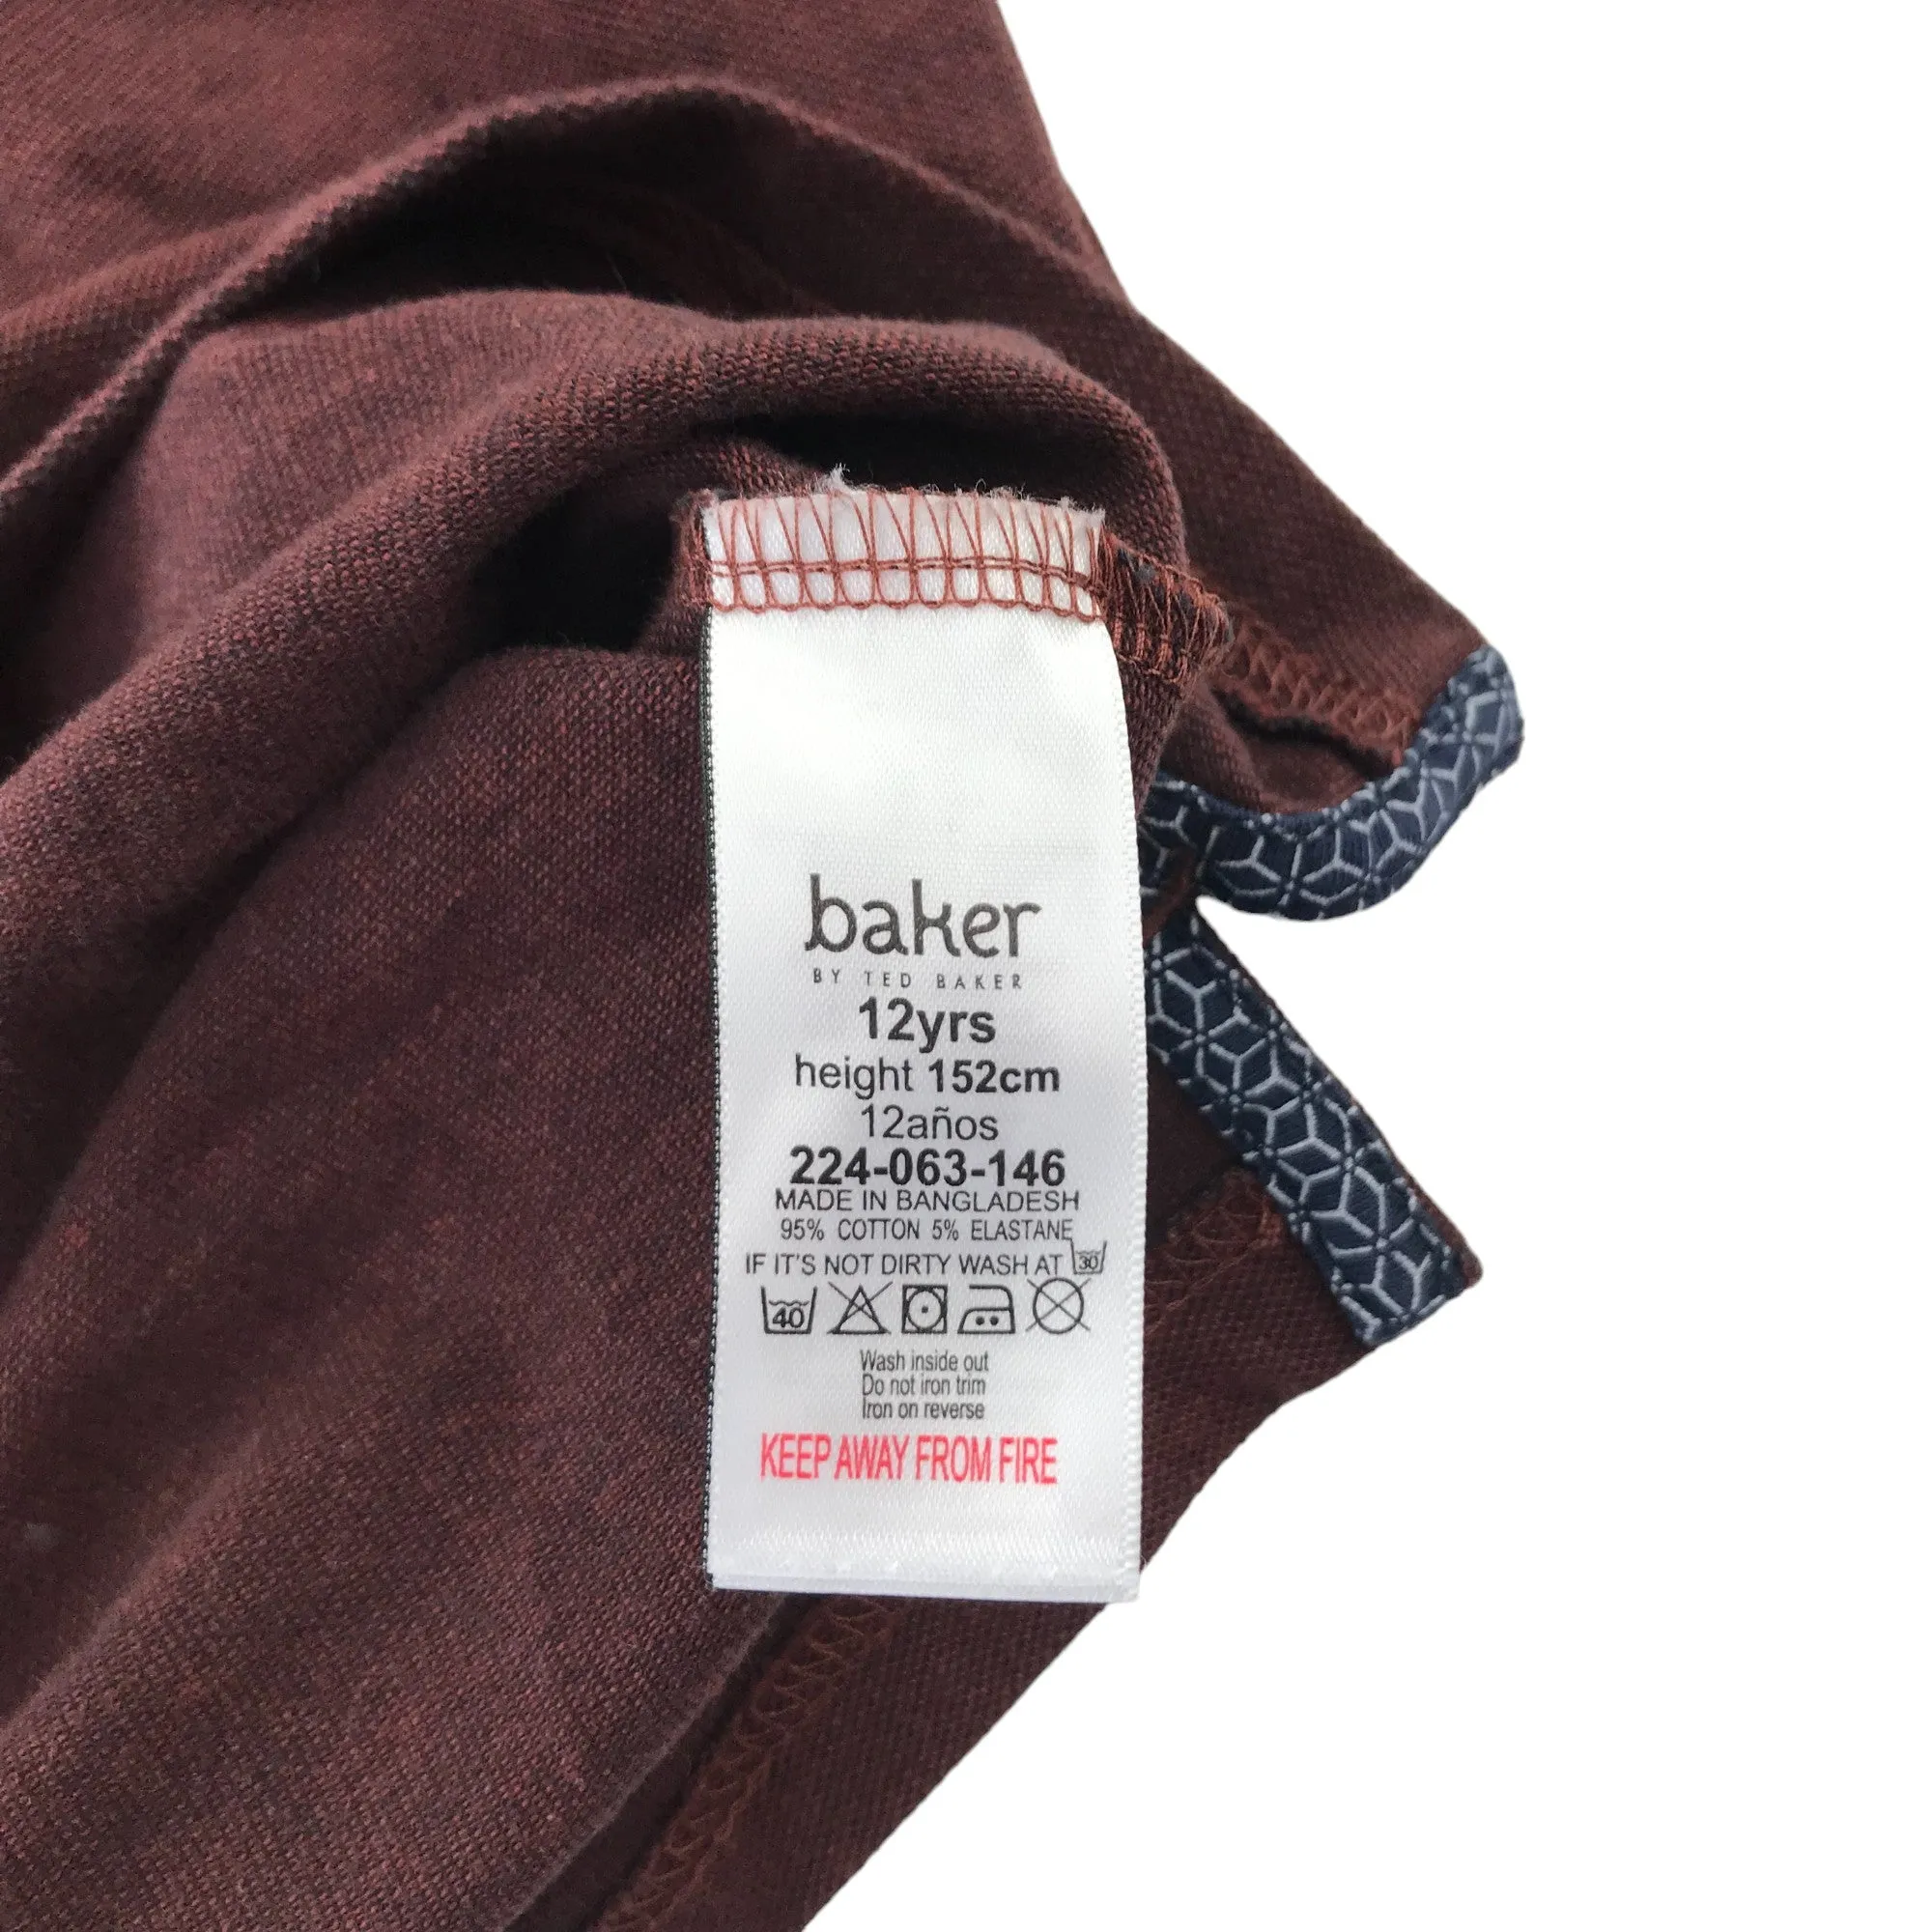 baker
BY TED BAKER
12yrs
height 152cm
12años
224-063-146
MADE IN BANGLADESH
95% COTTON 5% ELASTANE
IF IT'S NOT DIRTY WASH AT 30
40
Wash inside out
Do not iron trim
Iron on reverse
KEEP AWAY FROM FIRE